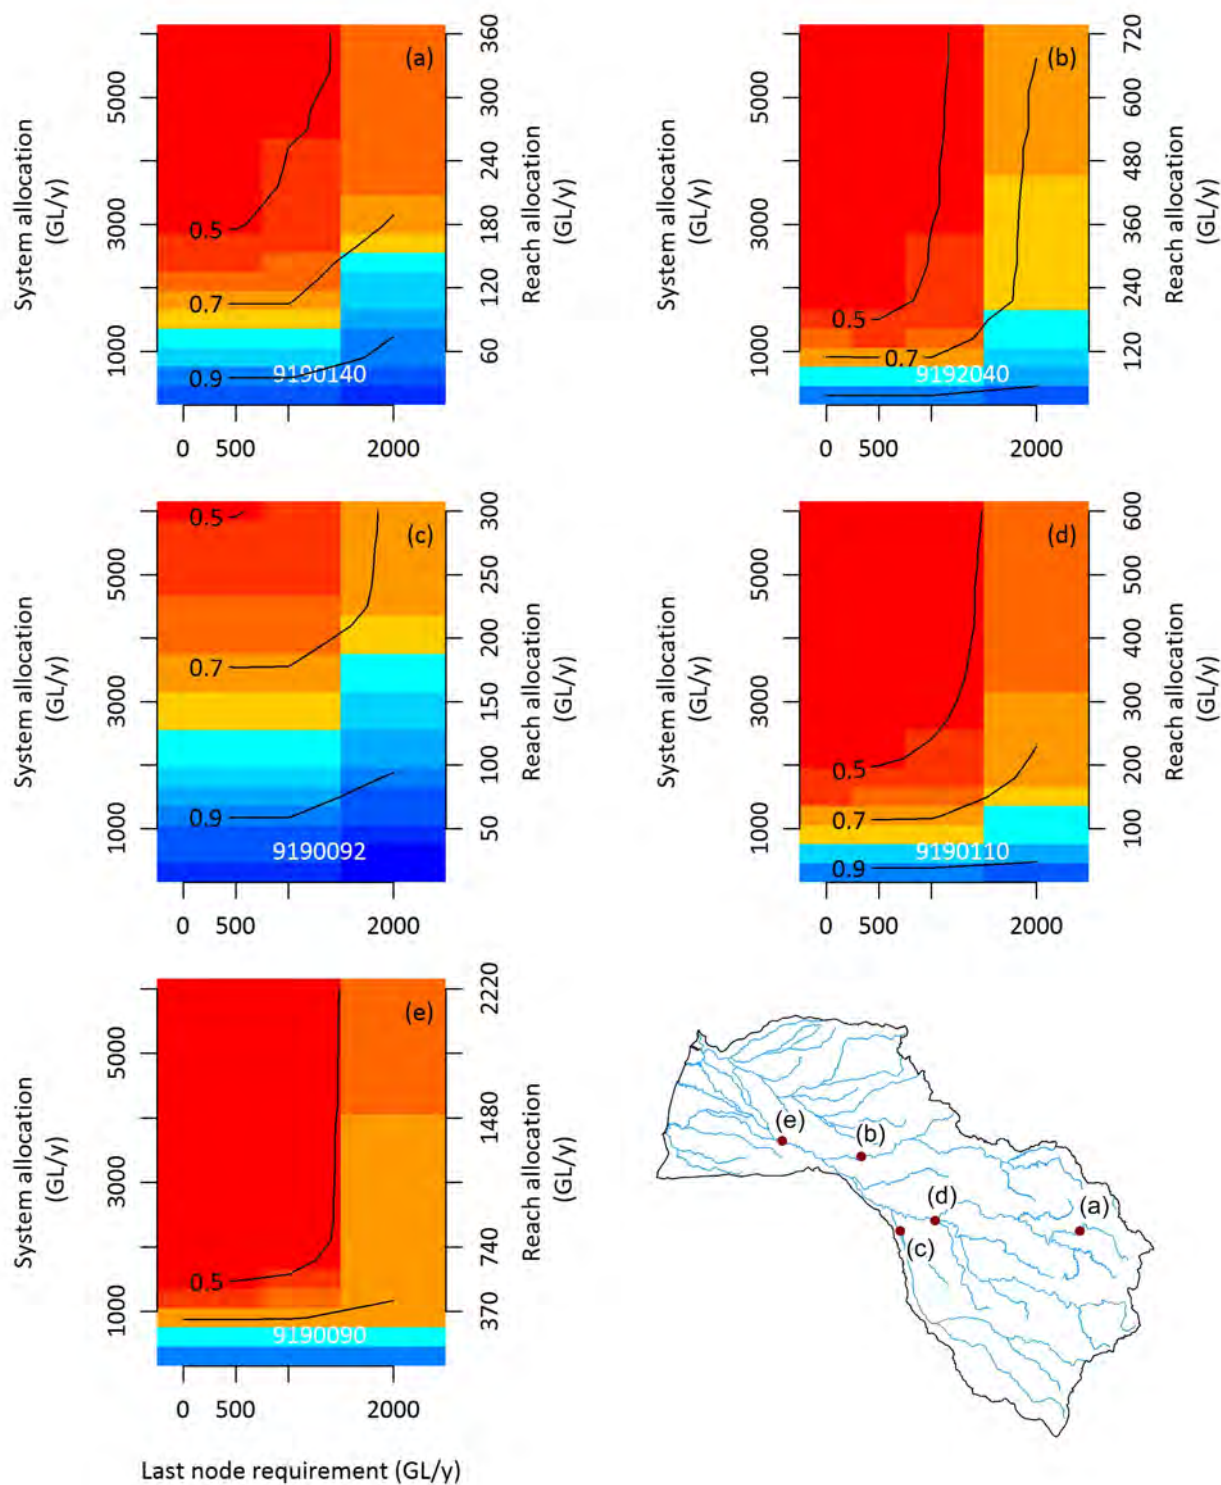 (a)
System allocation
(GL/y)
5000
3000
1000
0.5
0.7
0.9
9190140
360
300
240
180
120
60
Reach allocation
(GL/y)
0 500 2000
(b)
System allocation
(GL/y)
5000
3000
1000
0.5
0.7
9192040
720
600
480
360
240
120
Reach allocation
(GL/y)
0 500 2000
(c)
System allocation
(GL/y)
5000
3000
1000
0.5
0.7
0.9
9190092
300
250
200
150
100
50
Reach allocation
(GL/y)
0 500 2000
(d)
System allocation
(GL/y)
5000
3000
1000
0.5
0.7
0.9
9190110
600
500
400
300
200
100
Reach allocation
(GL/y)
0 500 2000
(e)
System allocation
(GL/y)
5000
3000
1000
0.5
9190090
2220
1480
740
370
Reach allocation
(GL/y)
0 500 2000
Last node requirement (GL/y)
(e)
(b)
(d)
(a)
(c)